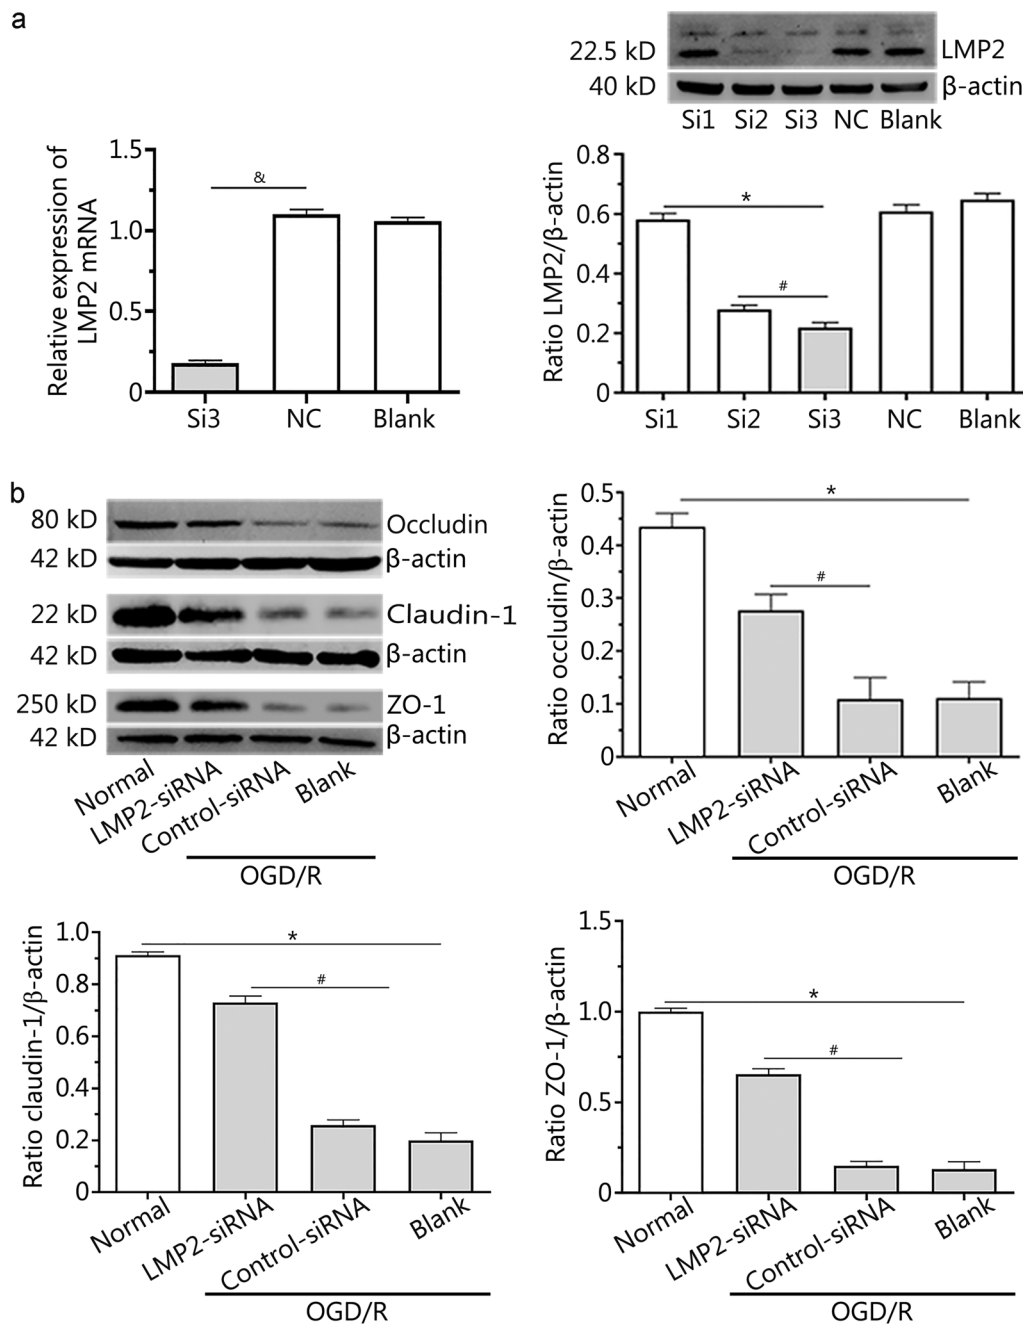 a
22.5 kD LMP2
40 kD β-actin
Si1 Si2 Si3 NC Blank
Relative expression of
LMP2 mRNA
1.5
1.0
0.5
0
&
Si3 NC Blank
Ratio LMP2/β-actin
0.8
0.6
0.4
0.2
0
*
#
Si1 Si2 Si3 NC Blank
b
80 kD Occludin
42 kD β-actin
22 kD Claudin-1
42 kD β-actin
250 kD ZO-1
42 kD β-actin
Normal LMP2-siRNA Control-siRNA Blank
OGD/R
Ratio occludin/β-actin
0.5
0.4
0.3
0.2
0.1
0
*
#
Normal LMP2-siRNA Control-siRNA Blank
OGD/R
Ratio claudin-1/β-actin
1.0
0.8
0.6
0.4
0.2
0
*
#
Normal LMP2-siRNA Control-siRNA Blank
OGD/R
Ratio ZO-1/β-actin
1.5
1.0
0.5
0
*
#
Normal LMP2-siRNA Control-siRNA Blank
OGD/R